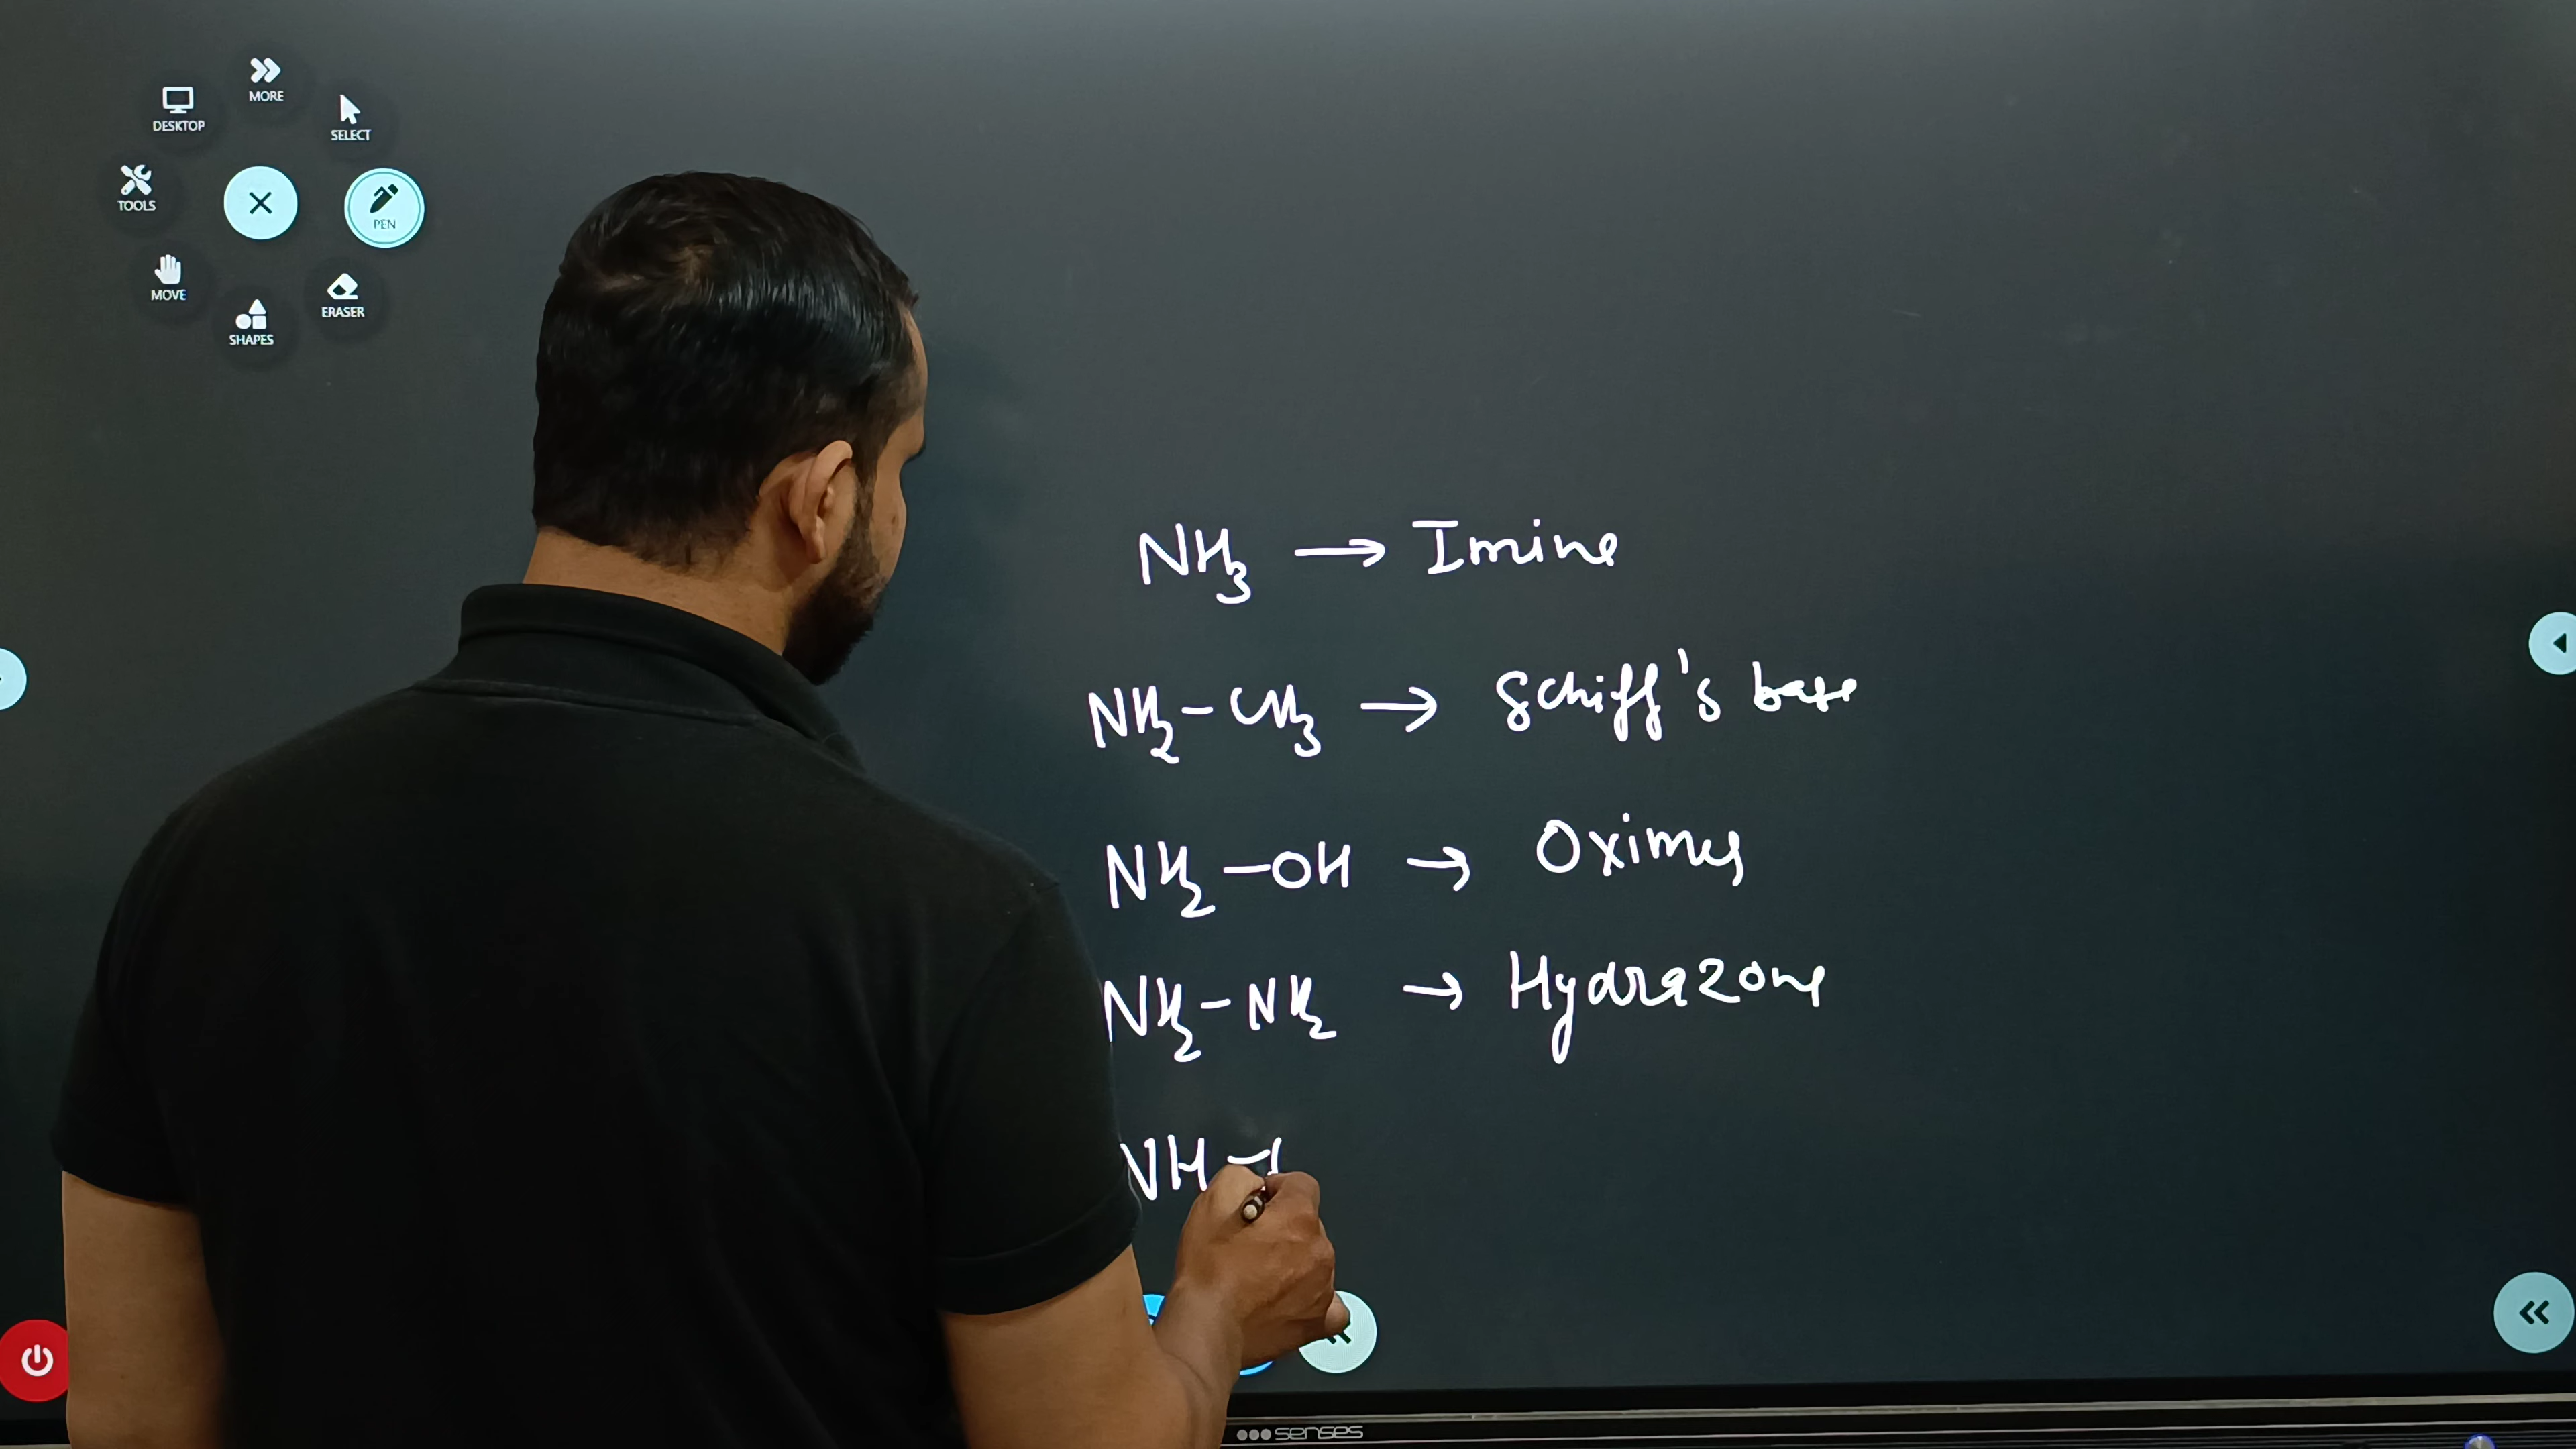 MORE
DESKTOP
SELECT
TOOLS
PEN
MOVE
ERASER
SHAPES
NH3 → Imine
NH2-CH3 → Schiff's base
NH2-OH → Oximes
NH2-NH2 → Hydrazone
NH-
senses